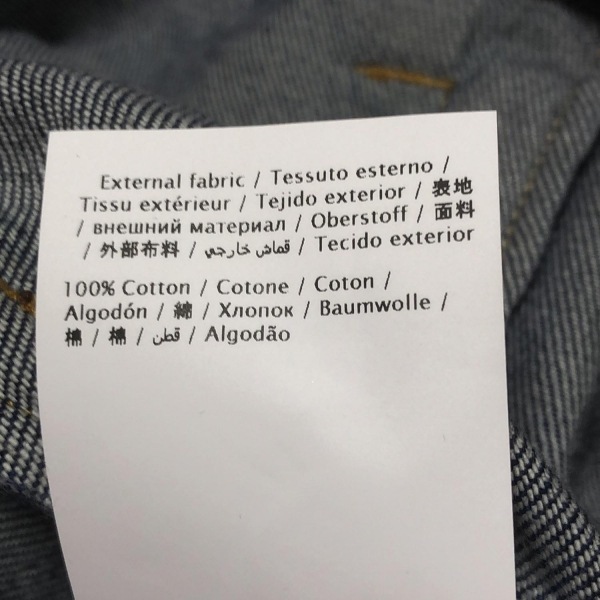 External fabric / Tessuto esterno /
Tissu extérieur / Tejido exterior / 表地
/ внешний материал / Oberstoff / 面料
/ 外部布料 / قماش خارجي / Tecido exterior
100% Cotton / Cotone / Coton /
Algodón / 綿 / Хлопок / Baumwolle /
棉 / 棉 / قطن / Algodão